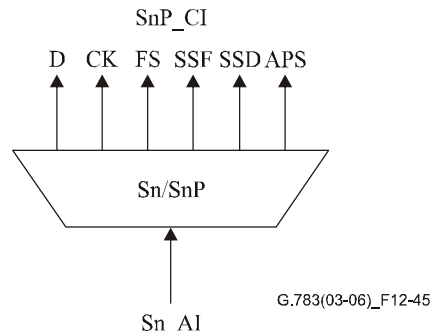 SnP_CI
D CK FS SSF SSD APS
Sn/SnP
Sn_AI
G.783(03-06)_F12-45